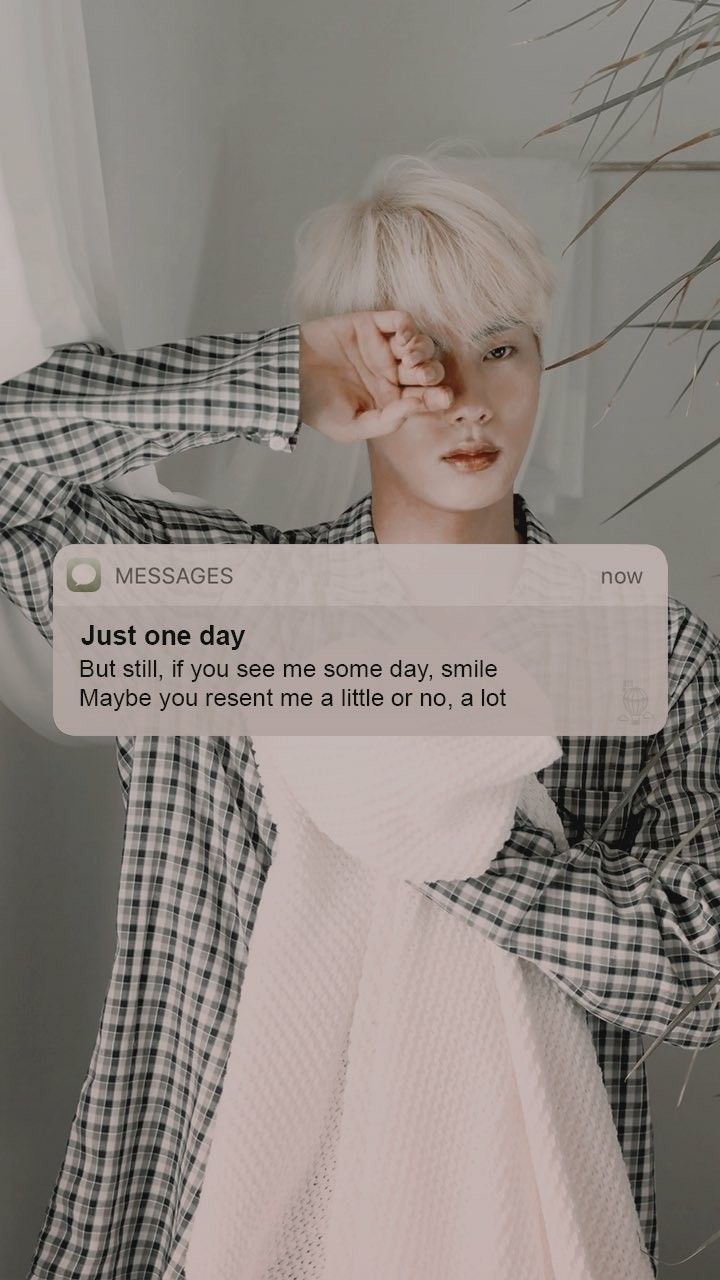 MESSAGES now
Just one day
But still, if you see me some day, smile
Maybe you resent me a little or no, a lot